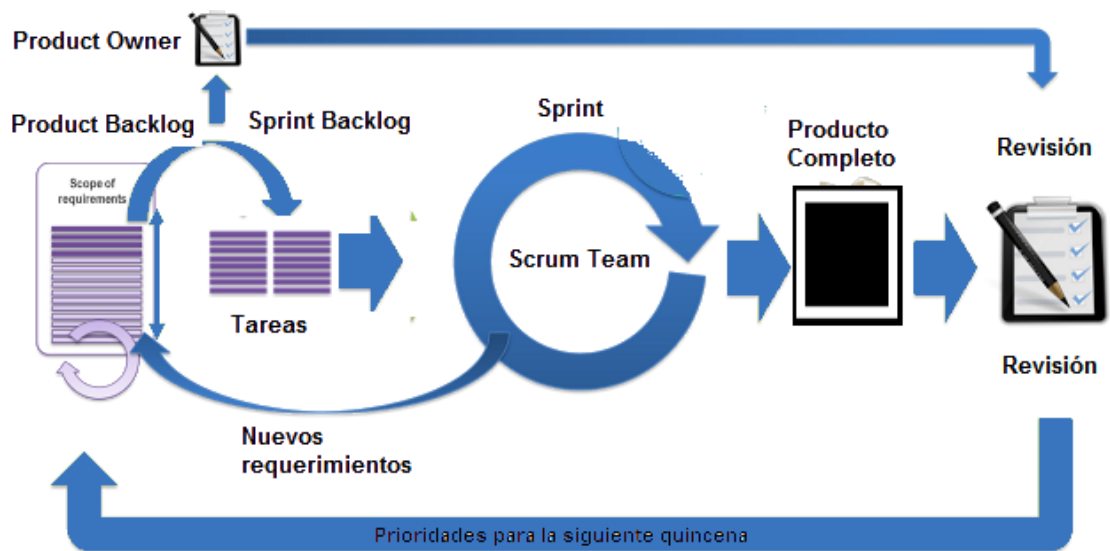 Product Owner
Product Backlog
Sprint Backlog
Sprint
Producto
Completo
Revisión
Scope of
requirements
Scrum Team
Tareas
Revisión
Nuevos
requerimientos
Prioridades para la siguiente quincena